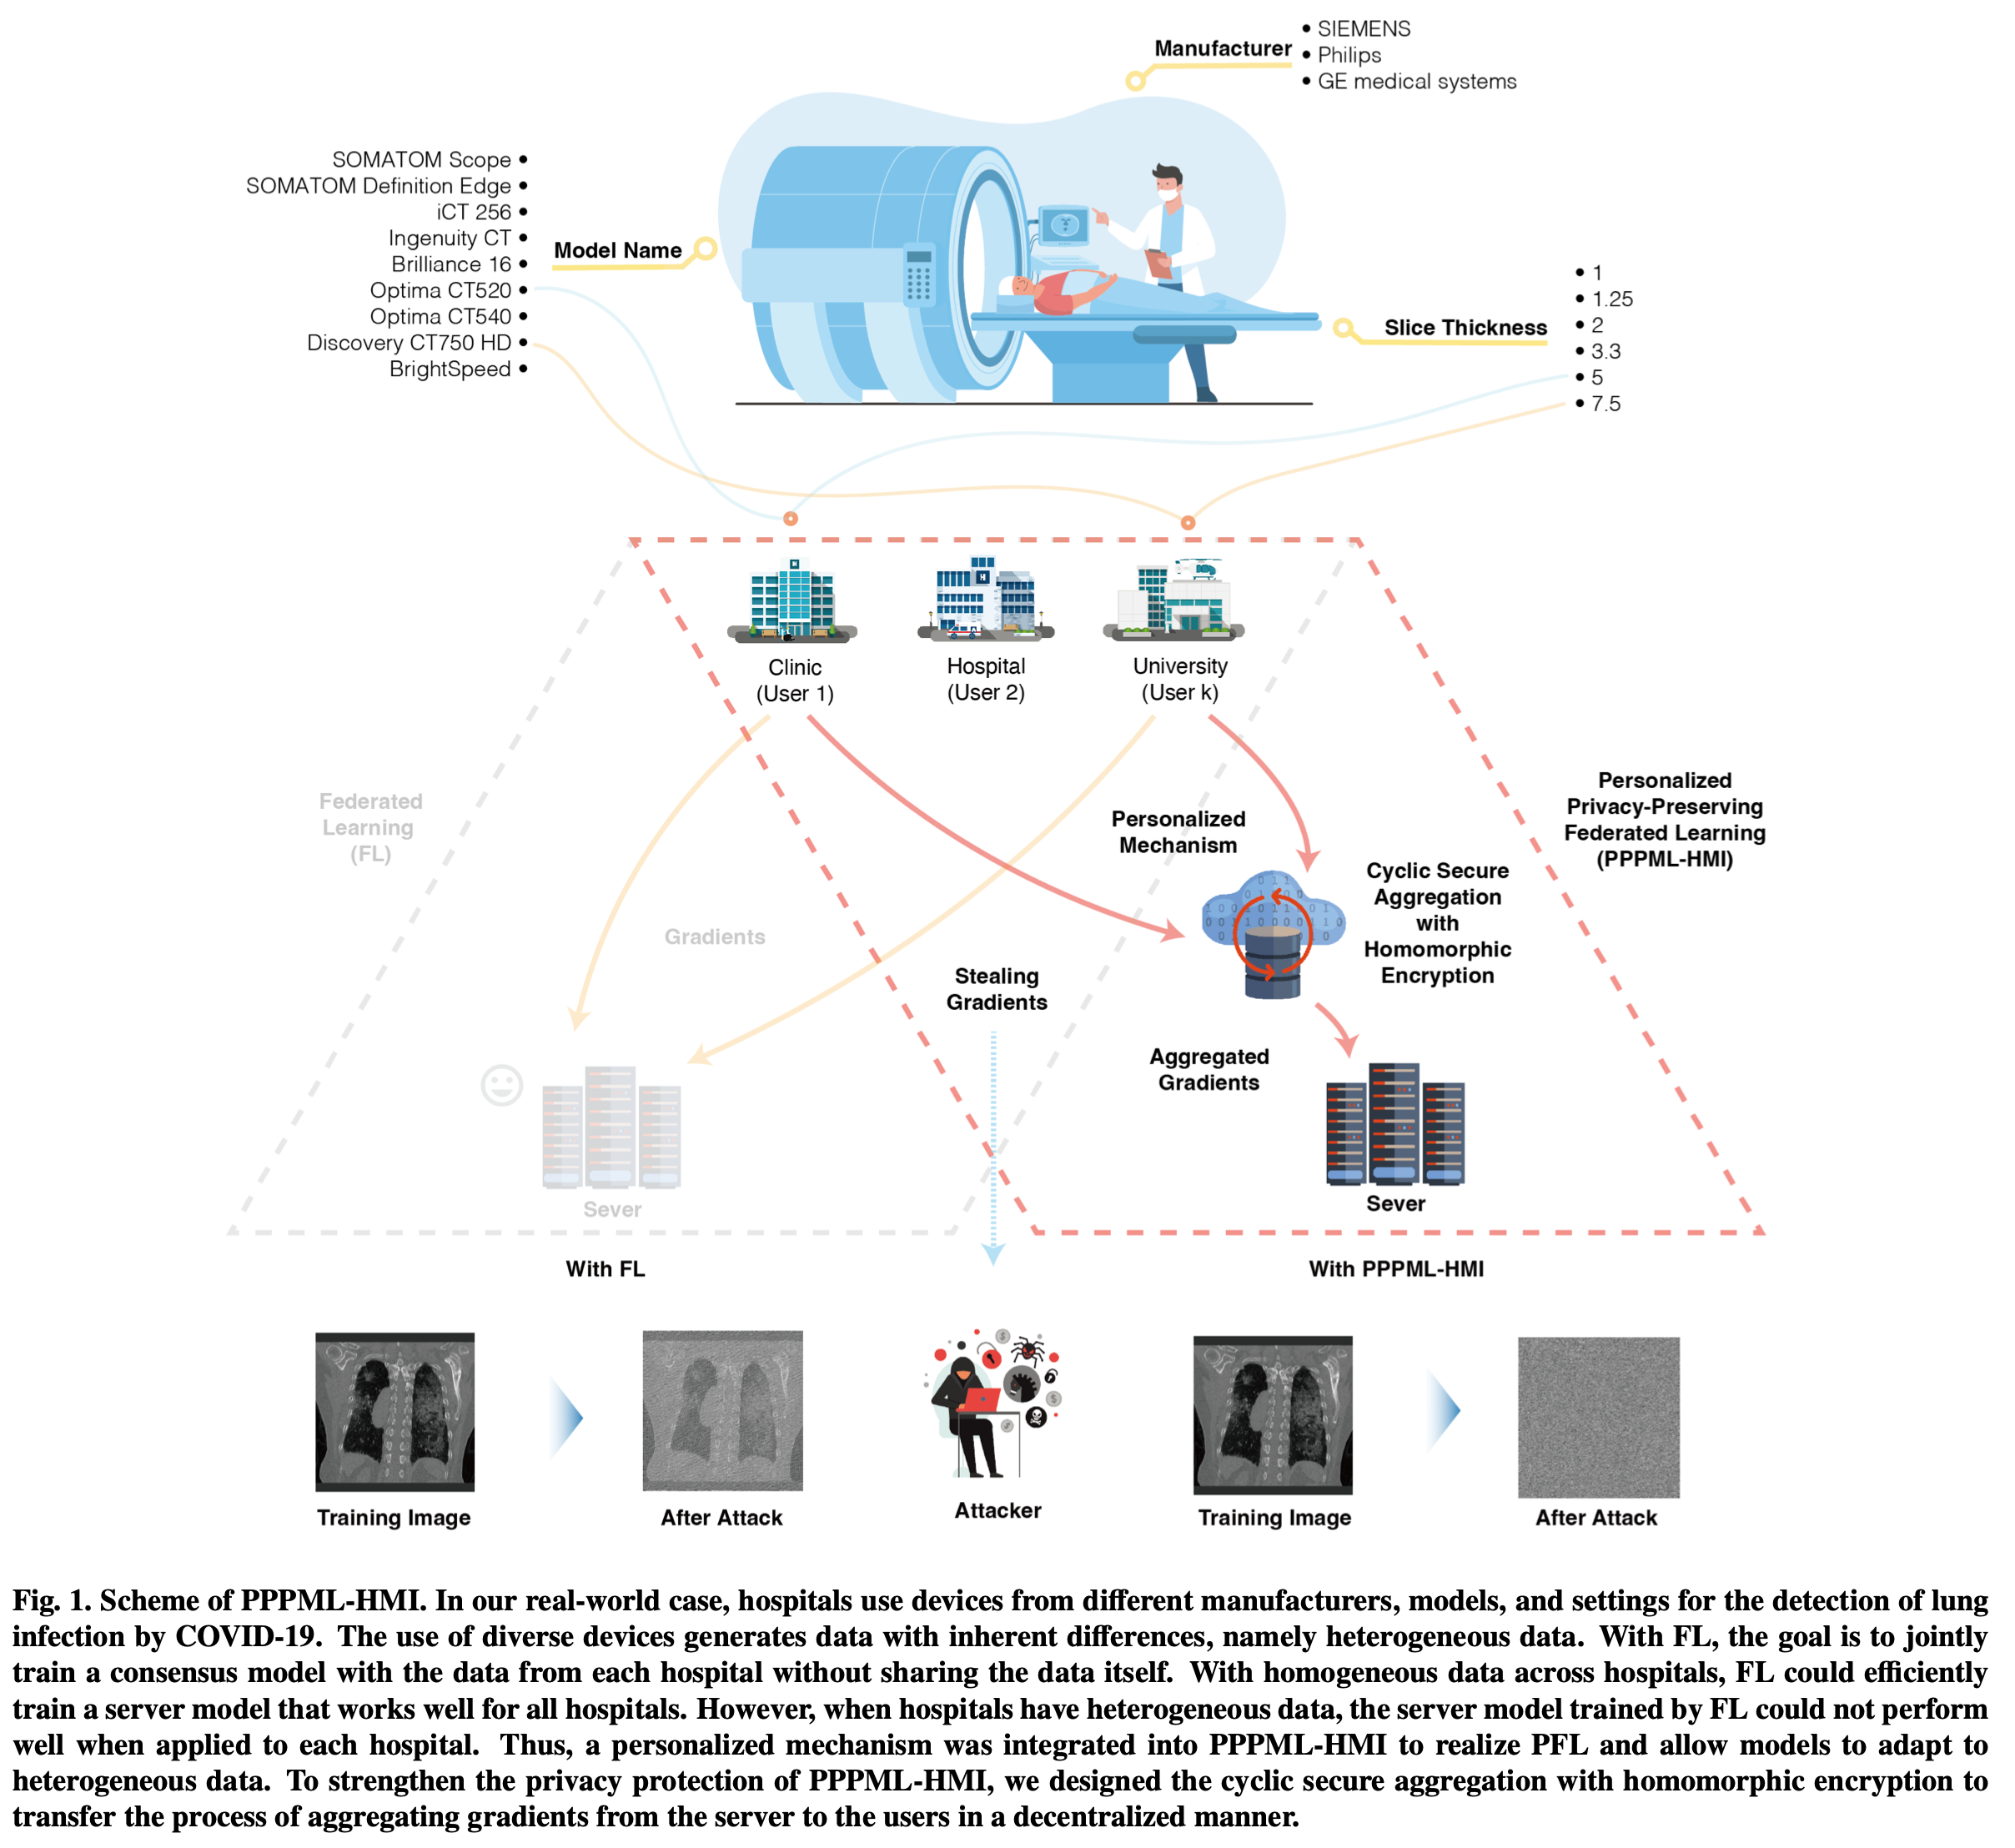 Manufacturer
• SIEMENS
• Philips
• GE medical systems
SOMATOM Scope •
SOMATOM Definition Edge •
iCT 256 •
Ingenuity CT •
Brilliance 16 •
Optima CT520 •
Optima CT540 •
Discovery CT750 HD •
BrightSpeed •
Model Name
Slice Thickness
• 1
• 1.25
• 2
• 3.3
• 5
• 7.5
Clinic
(User 1)
Hospital
(User 2)
University
(User k)
Federated
Learning
(FL)
Gradients
Sever
Personalized
Mechanism
Stealing
Gradients
Cyclic Secure
Aggregation
with
Homomorphic
Encryption
Aggregated
Gradients
Sever
Personalized
Privacy-Preserving
Federated Learning
(PPPML-HMI)
With FL
With PPPML-HMI
Training Image
After Attack
Attacker
Training Image
After Attack
Fig. 1. Scheme of PPPML-HMI. In our real-world case, hospitals use devices from different manufacturers, models, and settings for the detection of lung
infection by COVID-19. The use of diverse devices generates data with inherent differences, namely heterogeneous data. With FL, the goal is to jointly
train a consensus model with the data from each hospital without sharing the data itself. With homogeneous data across hospitals, FL could efficiently
train a server model that works well for all hospitals. However, when hospitals have heterogeneous data, the server model trained by FL could not perform
well when applied to each hospital. Thus, a personalized mechanism was integrated into PPPML-HMI to realize PFL and allow models to adapt to
heterogeneous data. To strengthen the privacy protection of PPPML-HMI, we designed the cyclic secure aggregation with homomorphic encryption to
transfer the process of aggregating gradients from the server to the users in a decentralized manner.